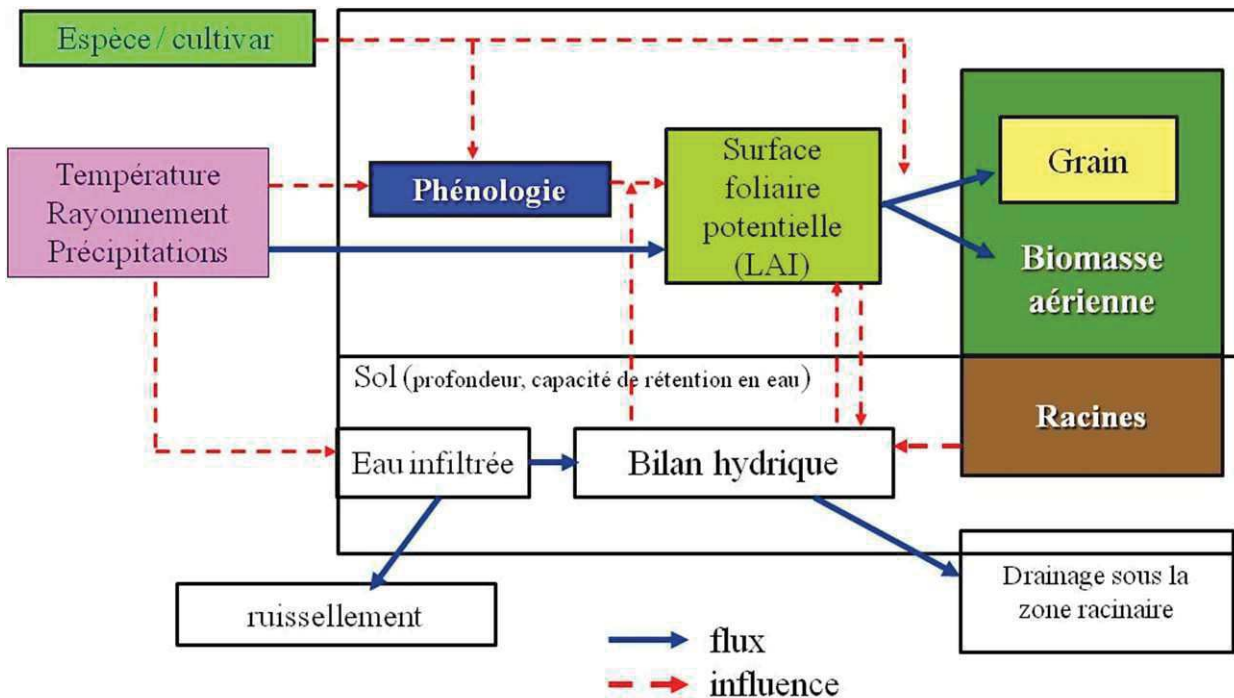 Espèce / cultivar
Température
Rayonnement
Précipitations
Phénologie
Surface
foliaire
potentielle
(LAI)
Grain
Biomasse
aérienne
Sol (profondeur, capacité de rétention en eau)
Racines
Eau infiltrée
Bilan hydrique
ruissellement
Drainage sous la
zone racinaire
flux
influence